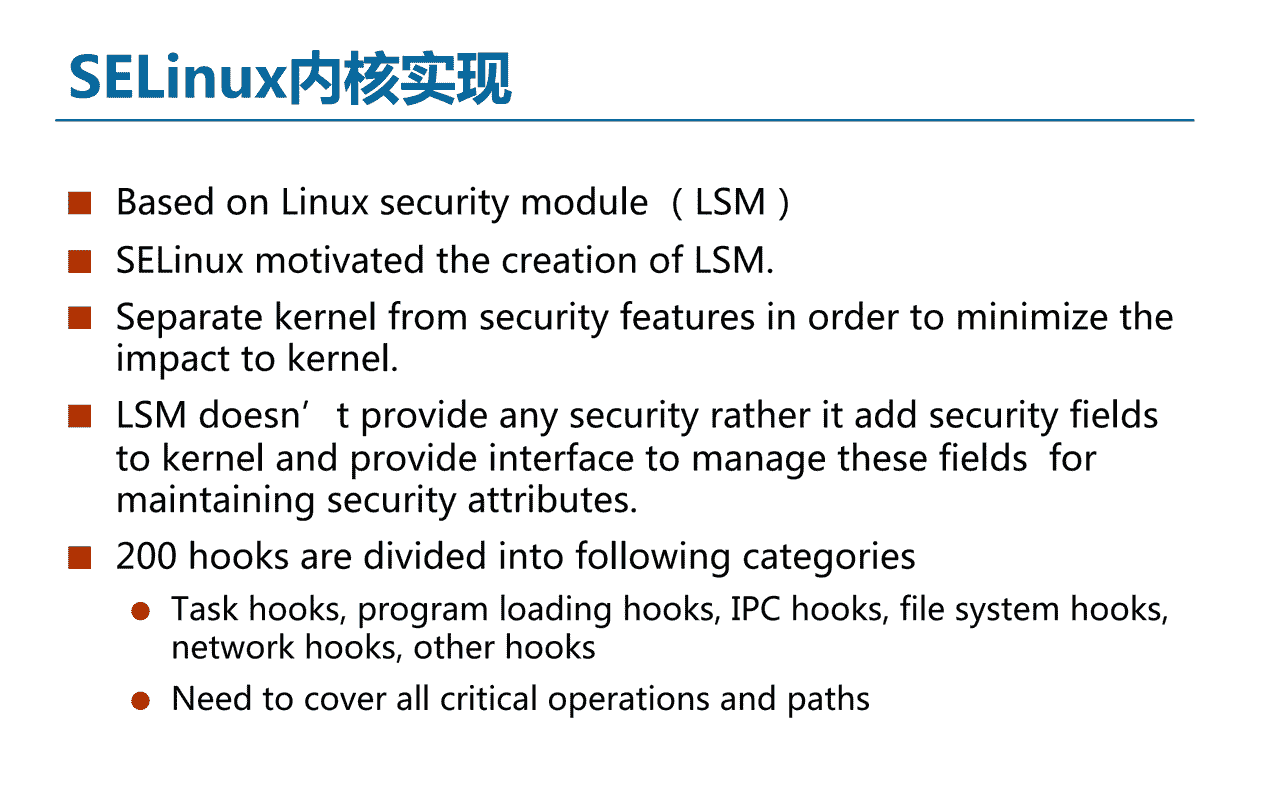 SELinux内核实现
Based on Linux security module （LSM）
SELinux motivated the creation of LSM.
Separate kernel from security features in order to minimize the
impact to kernel.
LSM doesn’t provide any security rather it add security fields
to kernel and provide interface to manage these fields  for
maintaining security attributes.
200 hooks are divided into following categories
Task hooks, program loading hooks, IPC hooks, file system hooks,
network hooks, other hooks
Need to cover all critical operations and paths